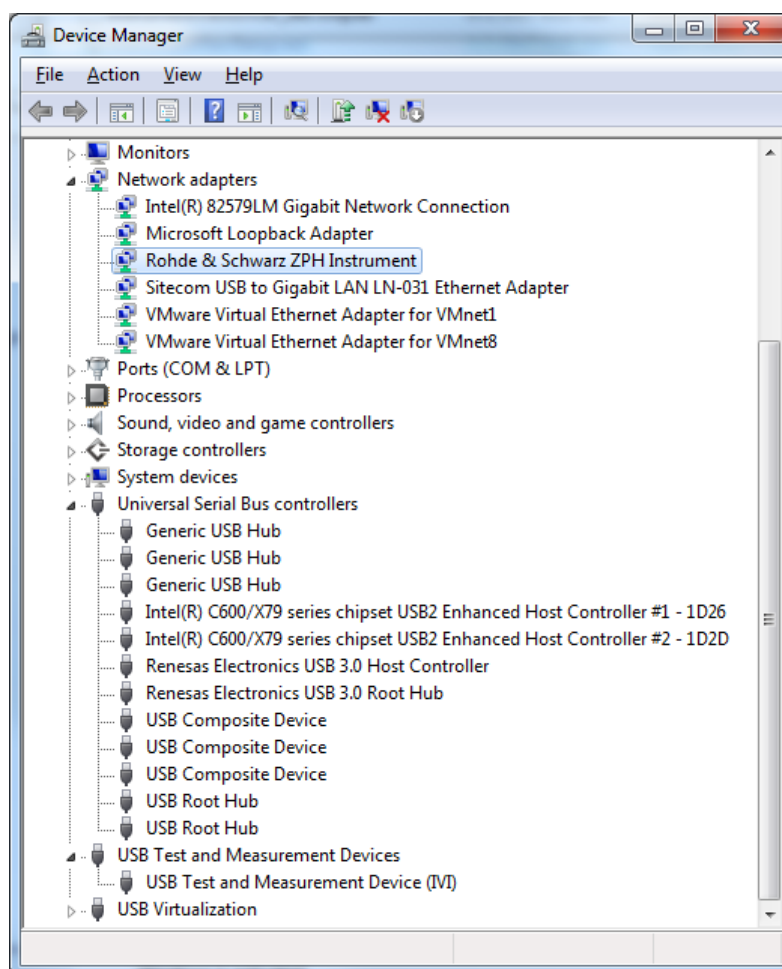 Device Manager
File Action View Help
Monitors
Network adapters
Intel(R) 82579LM Gigabit Network Connection
Microsoft Loopback Adapter
Rohde & Schwarz ZPH Instrument
Sitecom USB to Gigabit LAN LN-031 Ethernet Adapter
VMware Virtual Ethernet Adapter for VMnet1
VMware Virtual Ethernet Adapter for VMnet8
Ports (COM & LPT)
Processors
Sound, video and game controllers
Storage controllers
System devices
Universal Serial Bus controllers
Generic USB Hub
Generic USB Hub
Generic USB Hub
Intel(R) C600/X79 series chipset USB2 Enhanced Host Controller #1 - 1D26
Intel(R) C600/X79 series chipset USB2 Enhanced Host Controller #2 - 1D2D
Renesas Electronics USB 3.0 Host Controller
Renesas Electronics USB 3.0 Root Hub
USB Composite Device
USB Composite Device
USB Composite Device
USB Root Hub
USB Root Hub
USB Test and Measurement Devices
USB Test and Measurement Device (IVI)
USB Virtualization